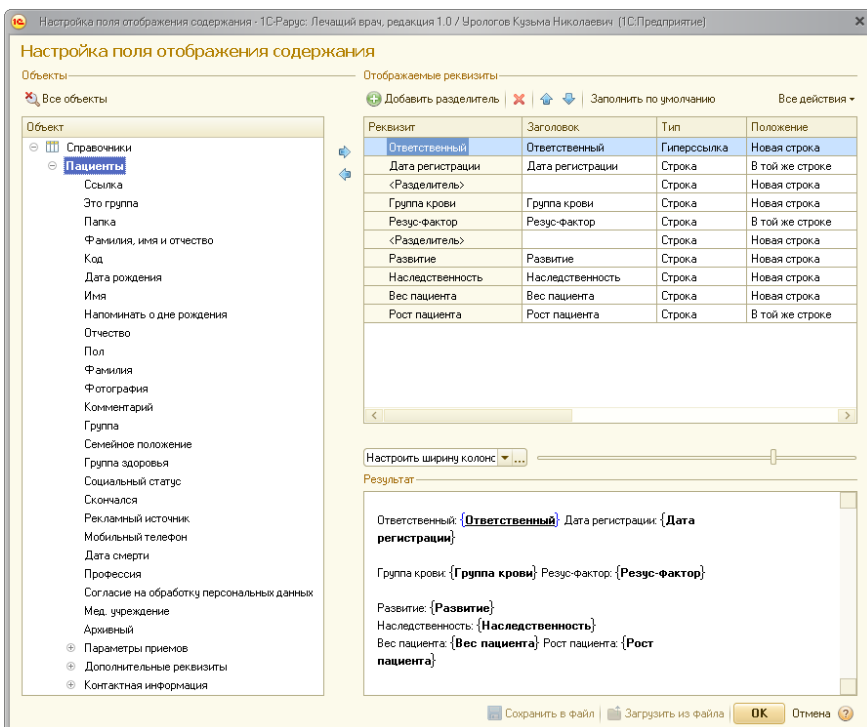 Настройка поля отображения содержания - 1С-Рарус: Лечащий врач, редакция 1.0 / Урологов Кузьма Николаевич (1С:Предприятие)
Настройка поля отображения содержания
Объекты
Все объекты
Объект
Справочники
Пациенты
Ссылка
Это группа
Папка
Фамилия, имя и отчество
Код
Дата рождения
Имя
Напоминать о дне рождения
Отчество
Пол
Фамилия
Фотография
Комментарий
Группа
Семейное положение
Группа здоровья
Социальный статус
Скончался
Рекламный источник
Мобильный телефон
Дата смерти
Профессия
Согласие на обработку персональных данных
Мед. учреждение
Архивный
Параметры приемов
Дополнительные реквизиты
Контактная информация
Отображаемые реквизиты
Добавить разделитель Заполнить по умолчанию Все действия
Реквизит Заголовок Тип Положение
Ответственный Ответственный Гиперссылка Новая строка
Дата регистрации Дата регистрации Строка В той же строке
<Разделитель> Строка Новая строка
Группа крови Группа крови Строка Новая строка
Резус-фактор Резус-фактор Строка В той же строке
<Разделитель> Строка Новая строка
Развитие Развитие Строка Новая строка
Наследственность Наследственность Строка Новая строка
Вес пациента Вес пациента Строка Новая строка
Рост пациента Рост пациента Строка В той же строке
Настроить ширину колонс ...
Результат
Ответственный: {Ответственный} Дата регистрации: {Дата
регистрации}
Группа крови: {Группа крови} Резус-фактор: {Резус-фактор}
Развитие: {Развитие}
Наследственность: {Наследственность}
Вес пациента: {Вес пациента} Рост пациента: {Рост
пациента}
Сохранить в файл Загрузить из файла ОК Отмена ?